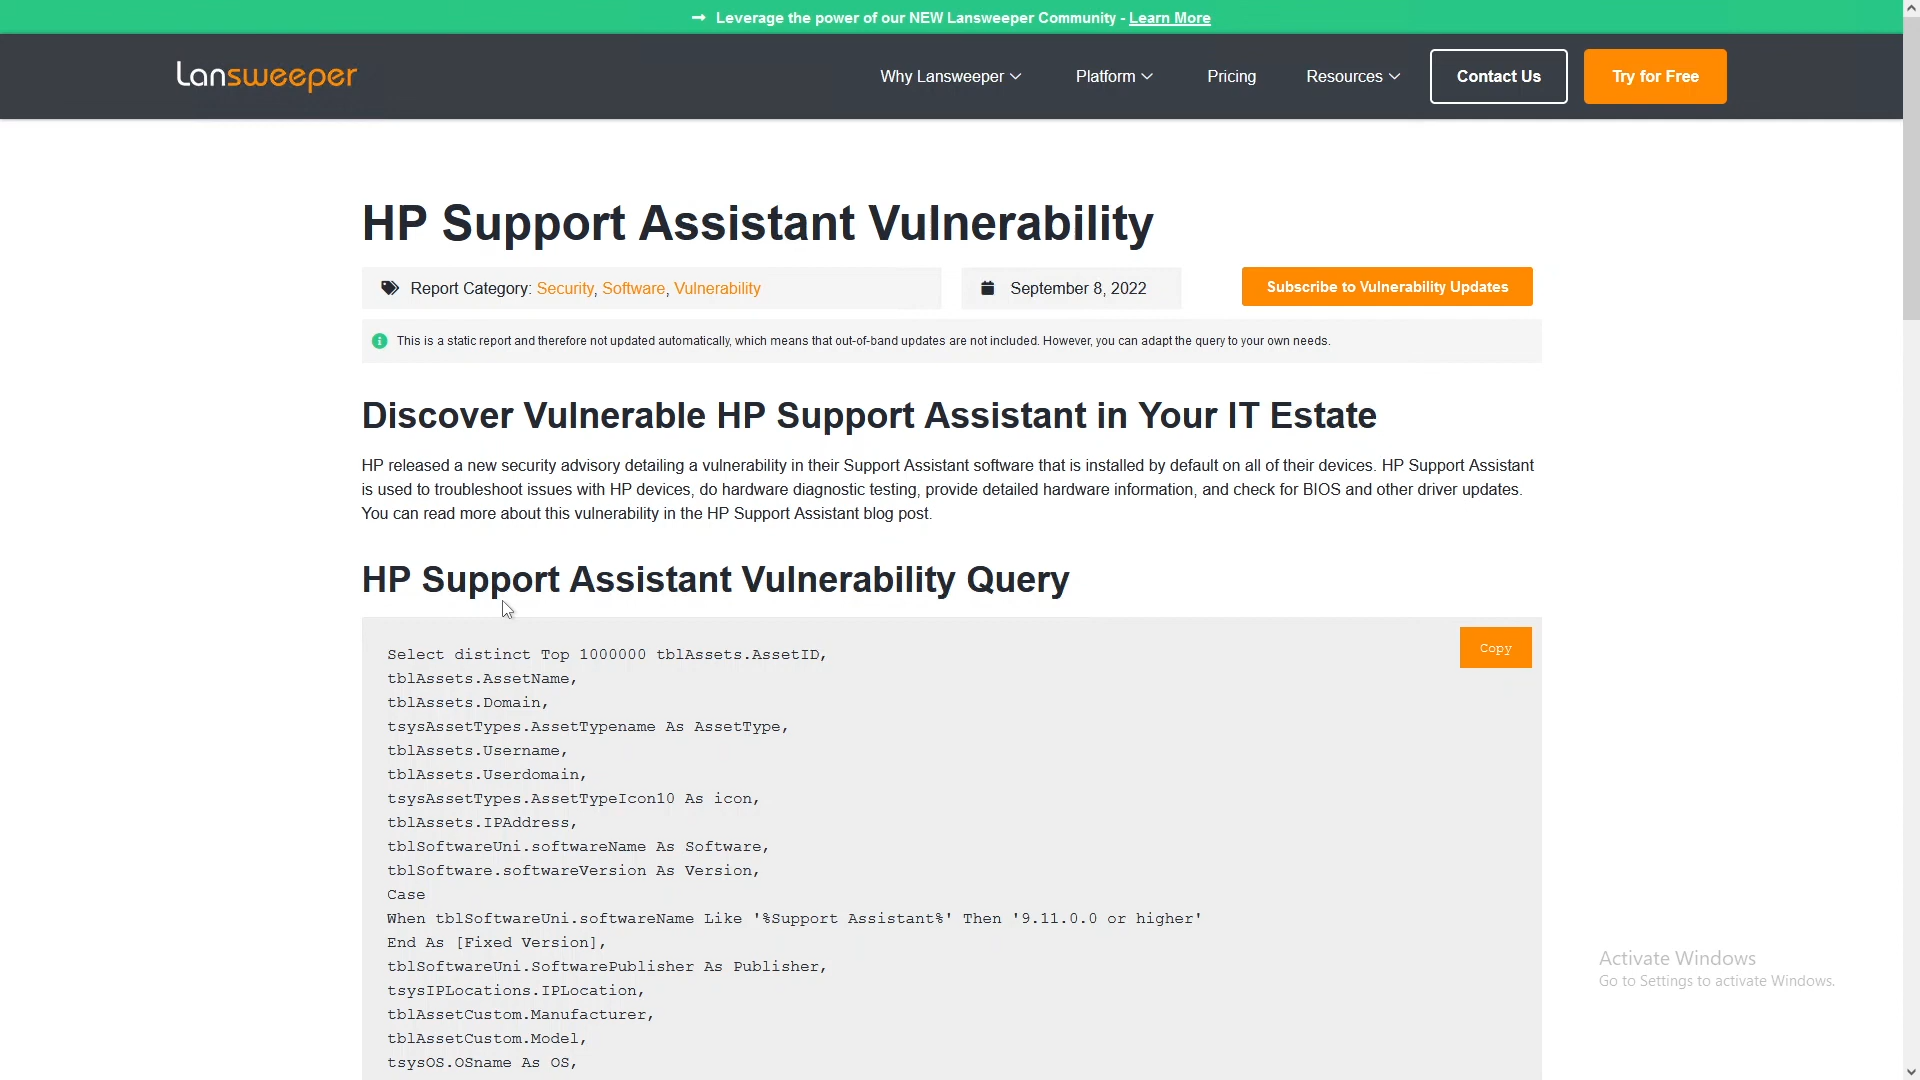 → Leverage the power of our NEW Lansweeper Community - Learn More
Lansweeper
Why Lansweeper
Platform
Pricing
Resources
Contact Us
Try for Free
HP Support Assistant Vulnerability
Report Category: Security, Software, Vulnerability
September 8, 2022
Subscribe to Vulnerability Updates
This is a static report and therefore not updated automatically, which means that out-of-band updates are not included. However, you can adapt the query to your own needs.
Discover Vulnerable HP Support Assistant in Your IT Estate
HP released a new security advisory detailing a vulnerability in their Support Assistant software that is installed by default on all of their devices. HP Support Assistant
is used to troubleshoot issues with HP devices, do hardware diagnostic testing, provide detailed hardware information, and check for BIOS and other driver updates.
You can read more about this vulnerability in the HP Support Assistant blog post.
HP Support Assistant Vulnerability Query
Copy
Select distinct Top 1000000 tblAssets.AssetID,
tblAssets.AssetName,
tblAssets.Domain,
tsysAssetTypes.AssetTypename As AssetType,
tblAssets.Username,
tblAssets.Userdomain,
tsysAssetTypes.AssetTypeIcon10 As icon,
tblAssets.IPAddress,
tblSoftwareUni.softwareName As Software,
tblSoftware.softwareVersion As Version,
Case
When tblSoftwareUni.softwareName Like '%Support Assistant%' Then '9.11.0.0 or higher'
End As [Fixed Version],
tblSoftwareUni.SoftwarePublisher As Publisher,
tsysIPLocations.IPLocation,
tblAssetCustom.Manufacturer,
tblAssetCustom.Model,
tsysOS.OSname As OS,
Activate Windows
Go to Settings to activate Windows.